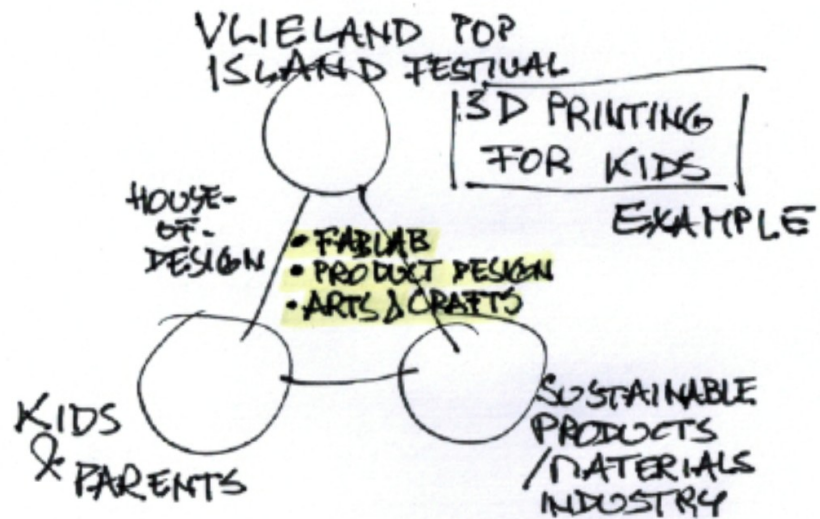 VLIELAND POP
ISLAND FESTIVAL
3D PRINTING
FOR KIDS
EXAMPLE
HOUSE-
OF-
DESIGN
• FABLAB
• PRODUCT DESIGN
• ARTS & CRAFTS
KIDS
& PARENTS
SUSTAINABLE
PRODUCTS
/MATERIALS
INDUSTRY